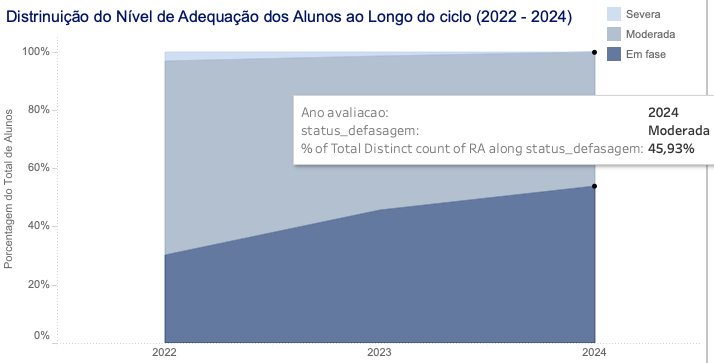 Distrinuição do Nível de Adequação dos Alunos ao Longo do ciclo (2022 - 2024)
Severa
Moderada
Em fase
100%
80%
60%
40%
20%
0%
Porcentagem do Total de Alunos
Ano avaliacao: 2024
status_defasagem: Moderada
% of Total Distinct count of RA along status_defasagem: 45,93%
2022 2023 2024